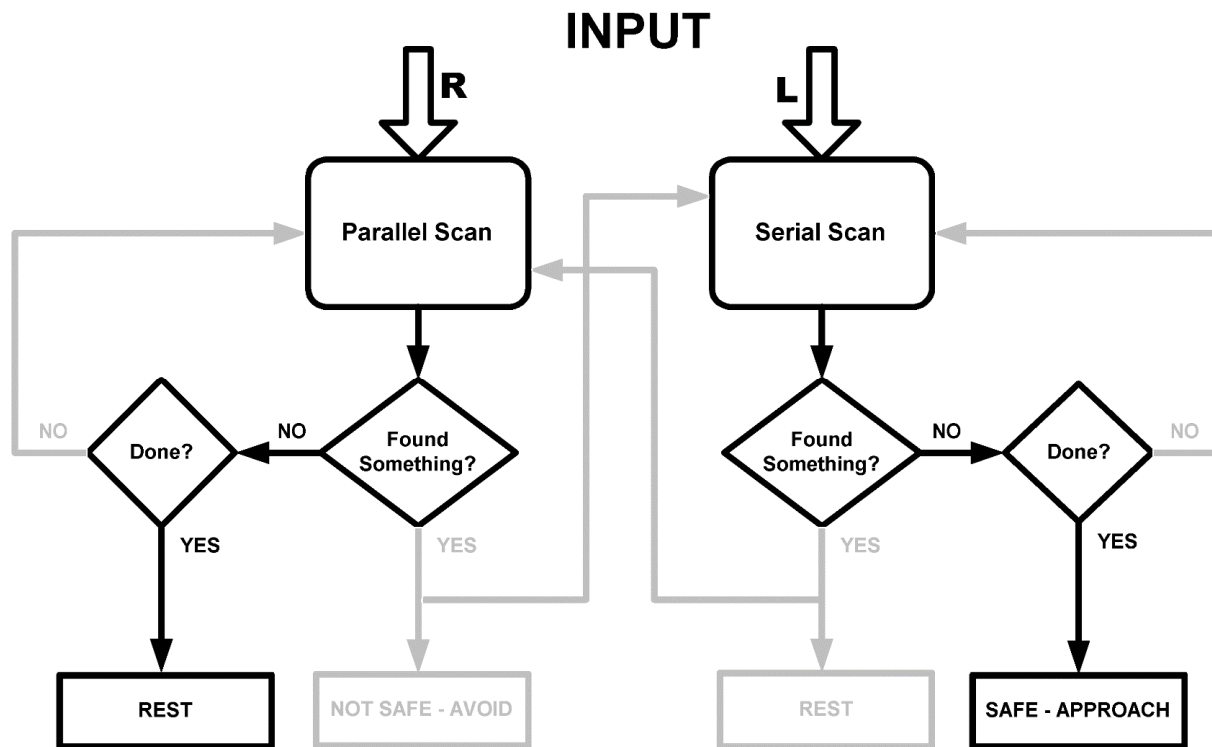 INPUT
R
L
Parallel Scan
Serial Scan
NO
Done?
NO
Found
Something?
Found
Something?
NO
Done?
NO
YES
YES
YES
YES
REST
NOT SAFE - AVOID
REST
SAFE - APPROACH